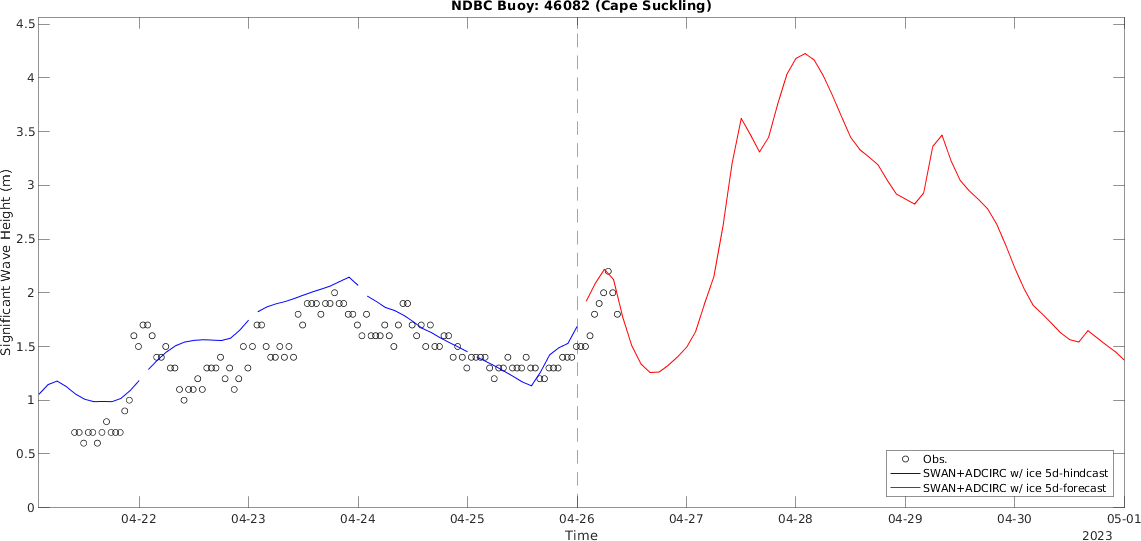 NDBC Buoy: 46082 (Cape Suckling)
Significant Wave Height (m)
4.5
4
3.5
3
2.5
2
1.5
1
0.5
0
Obs.
SWAN+ADCIRC w/ ice 5d-hindcast
SWAN+ADCIRC w/ ice 5d-forecast
04-22 04-23 04-24 04-25 04-26 04-27 04-28 04-29 04-30 05-01
Time
2023